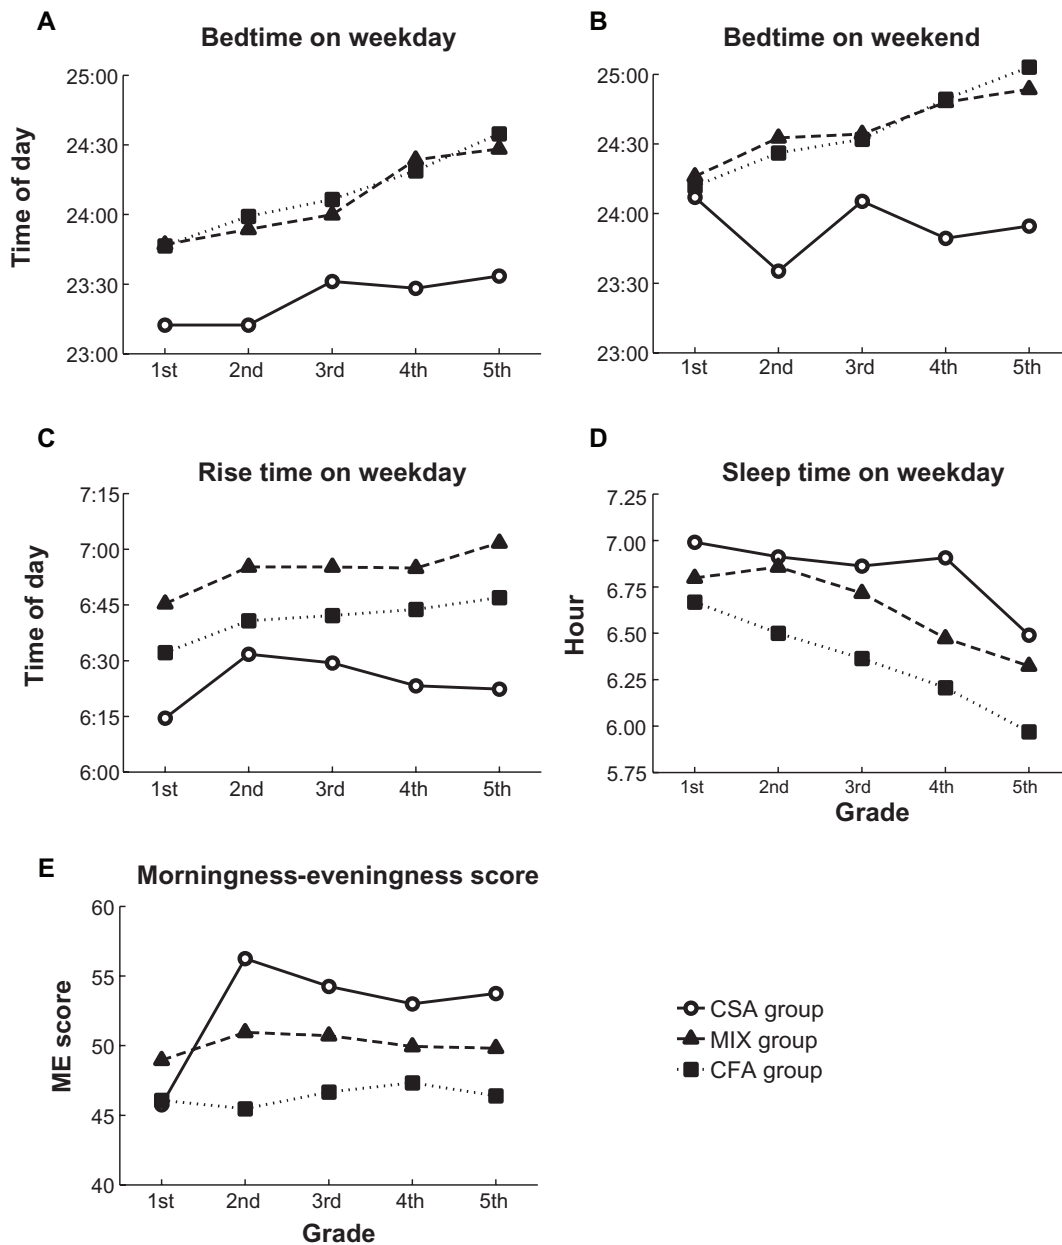 A
Bedtime on weekday
Time of day
25:00
24:30
24:00
23:30
23:00
1st 2nd 3rd 4th 5th
B
Bedtime on weekend
25:00
24:30
24:00
23:30
23:00
1st 2nd 3rd 4th 5th
C
Rise time on weekday
Time of day
7:15
7:00
6:45
6:30
6:15
6:00
1st 2nd 3rd 4th 5th
D
Sleep time on weekday
Hour
7.25
7.00
6.75
6.50
6.25
6.00
5.75
1st 2nd 3rd 4th 5th
Grade
E
Morningness-eveningness score
ME score
60
55
50
45
40
1st 2nd 3rd 4th 5th
Grade
CSA group
MIX group
CFA group